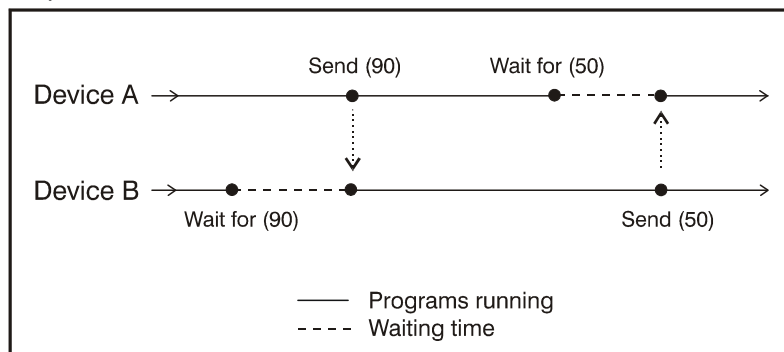 Send (90)
Wait for (50)
Device A
Device B
Wait for (90)
Send (50)
Programs running
Waiting time